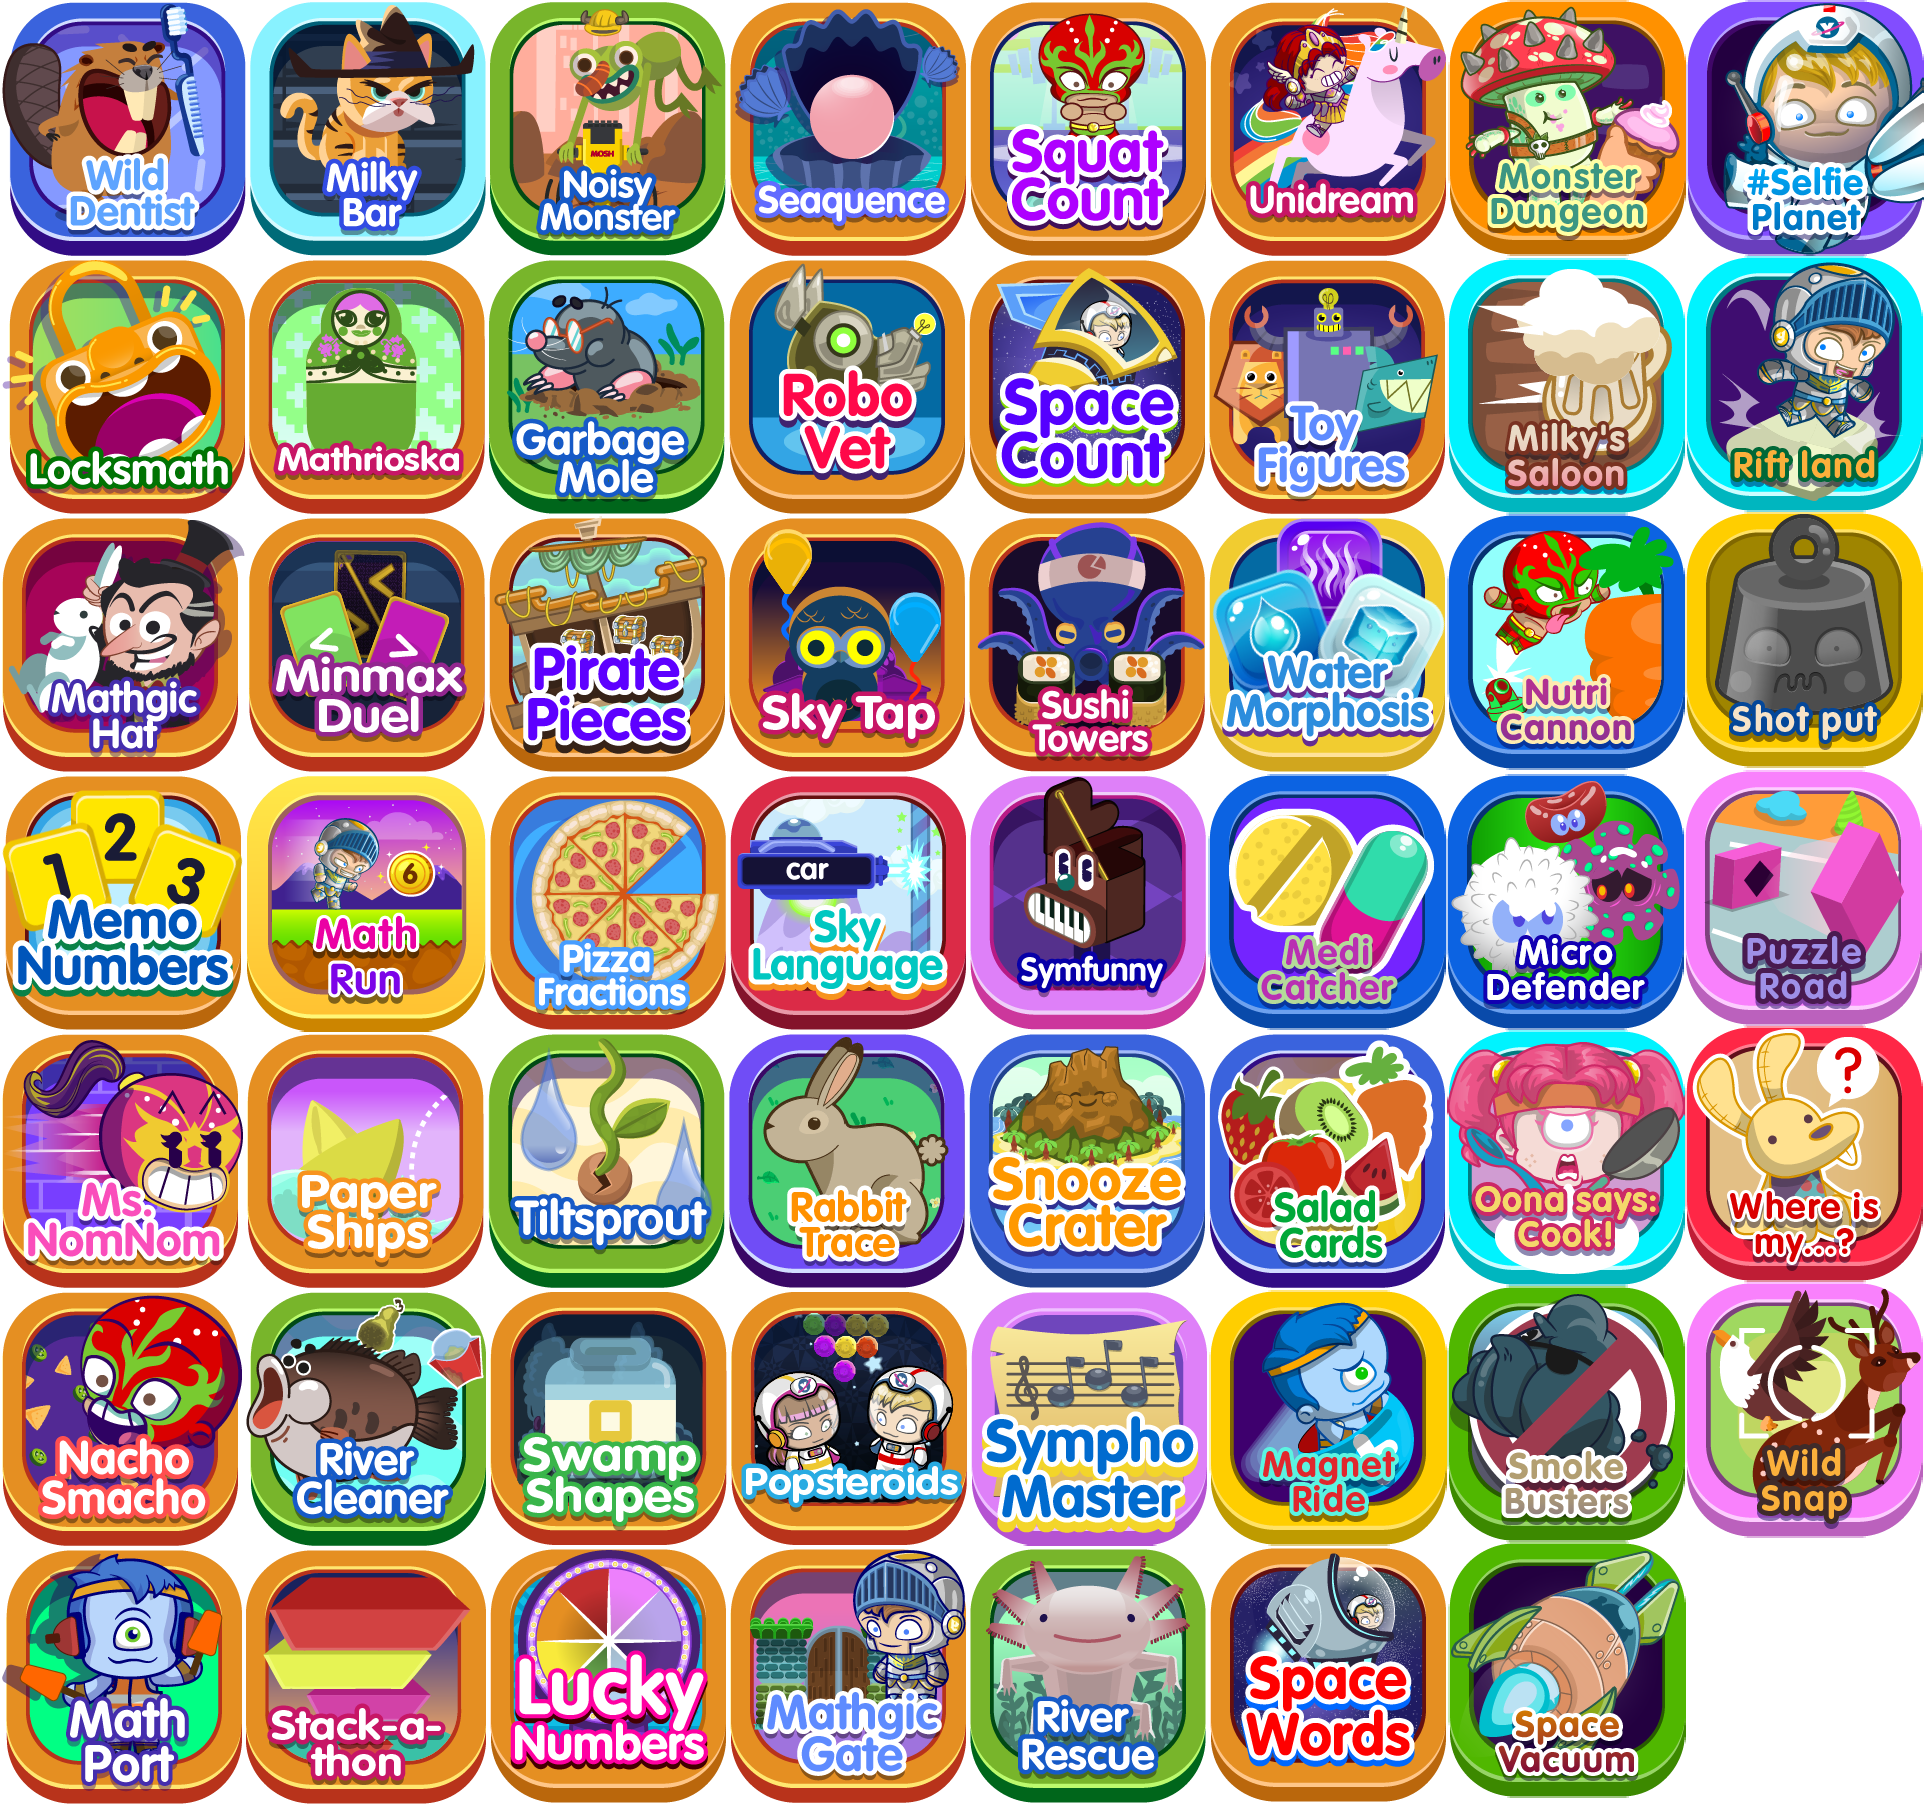 Wild
Dentist
Milky
Bar
MOSH
Noisy
Monster
Seaquence
Squat
Count
Unidream
Monster
Dungeon
#Selfie
Planet
Locksmath
Mathrioska
Garbage
Mole
Robo
Vet
Space
Count
Toy
Figures
Milky's
Saloon
Rift land
Mathgic
Hat
< >
Minmax
Duel
Pirate
Pieces
Sky Tap
Sushi
Towers
Water
Morphosis
Nutri
Cannon
Shot put
1 2 3
Memo
Numbers
6
Math
Run
Pizza
Fractions
car
Sky
Language
Symfunny
Medi
Catcher
Micro
Defender
Puzzle
Road
Ms.
NomNom
Paper
Ships
Tiltsprout
Rabbit
Trace
Snooze
Crater
Salad
Cards
Oona says:
Cook!
?
Where is
my...?
Nacho
Smacho
River
Cleaner
Swamp
Shapes
Popsteroids
Sympho
Master
Magnet
Ride
Smoke
Busters
Wild
Snap
Math
Port
Stack-a-
thon
Lucky
Numbers
Mathgic
Gate
River
Rescue
Space
Words
Space
Vacuum